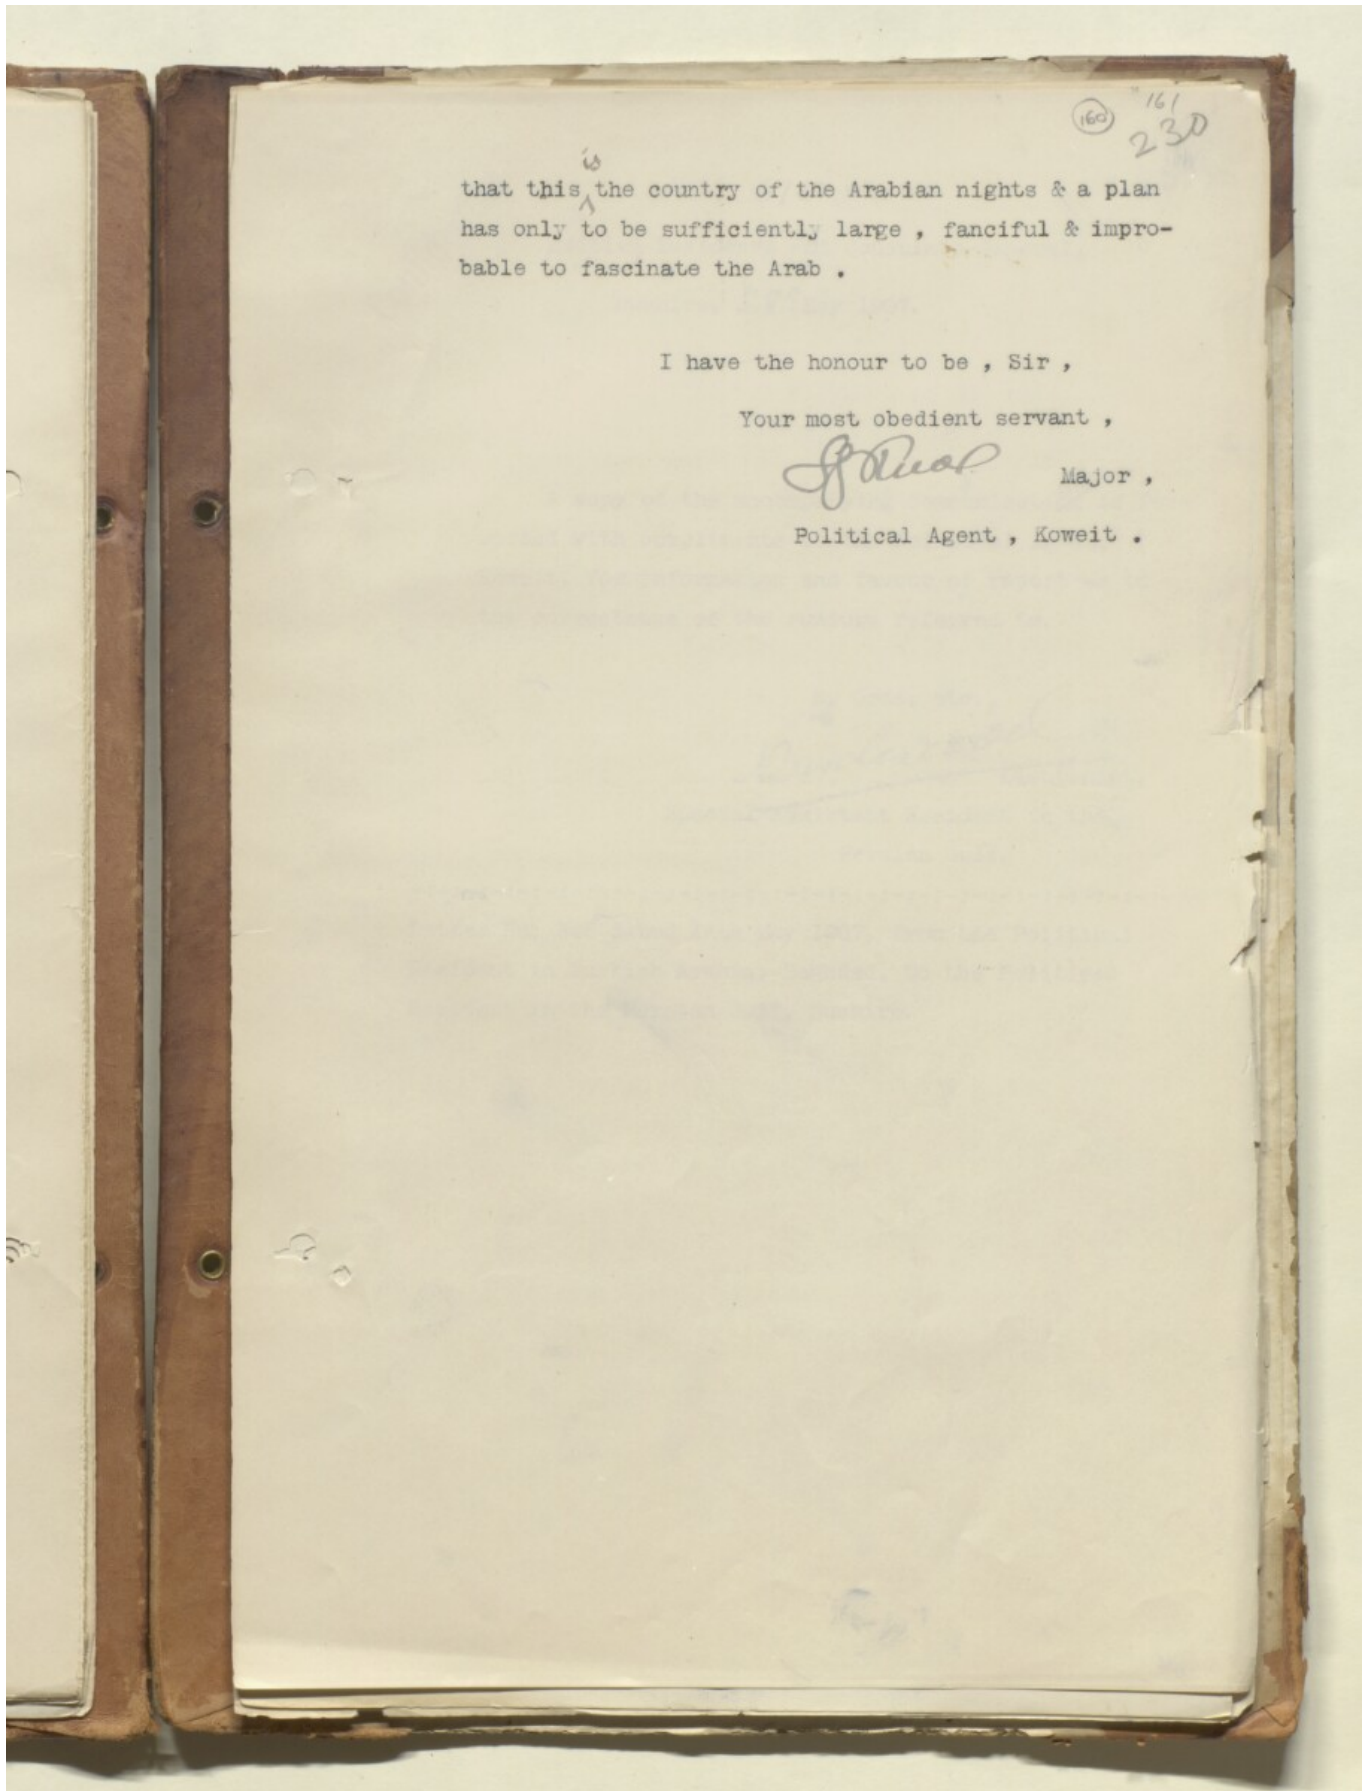 160
161
230
is
that this the country of the Arabian nights & a plan
has only to be sufficiently large , fanciful & impro-
bable to fascinate the Arab .
I have the honour to be , Sir ,
Your most obedient servant ,
Major ,
Political Agent , Koweit .